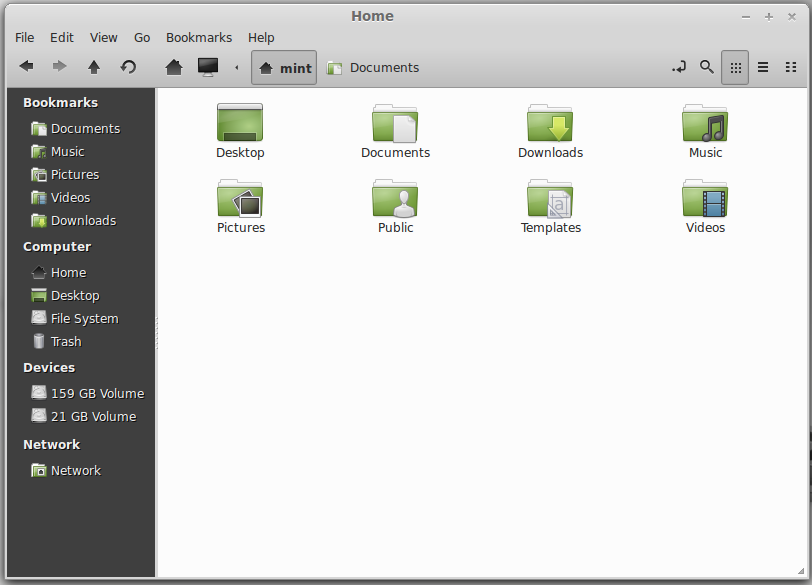 Home
File Edit View Go Bookmarks Help
mint Documents
Bookmarks
Documents
Music
Pictures
Videos
Downloads
Computer
Home
Desktop
File System
Trash
Devices
159 GB Volume
21 GB Volume
Network
Network
Desktop Documents Downloads Music
Pictures Public Templates Videos